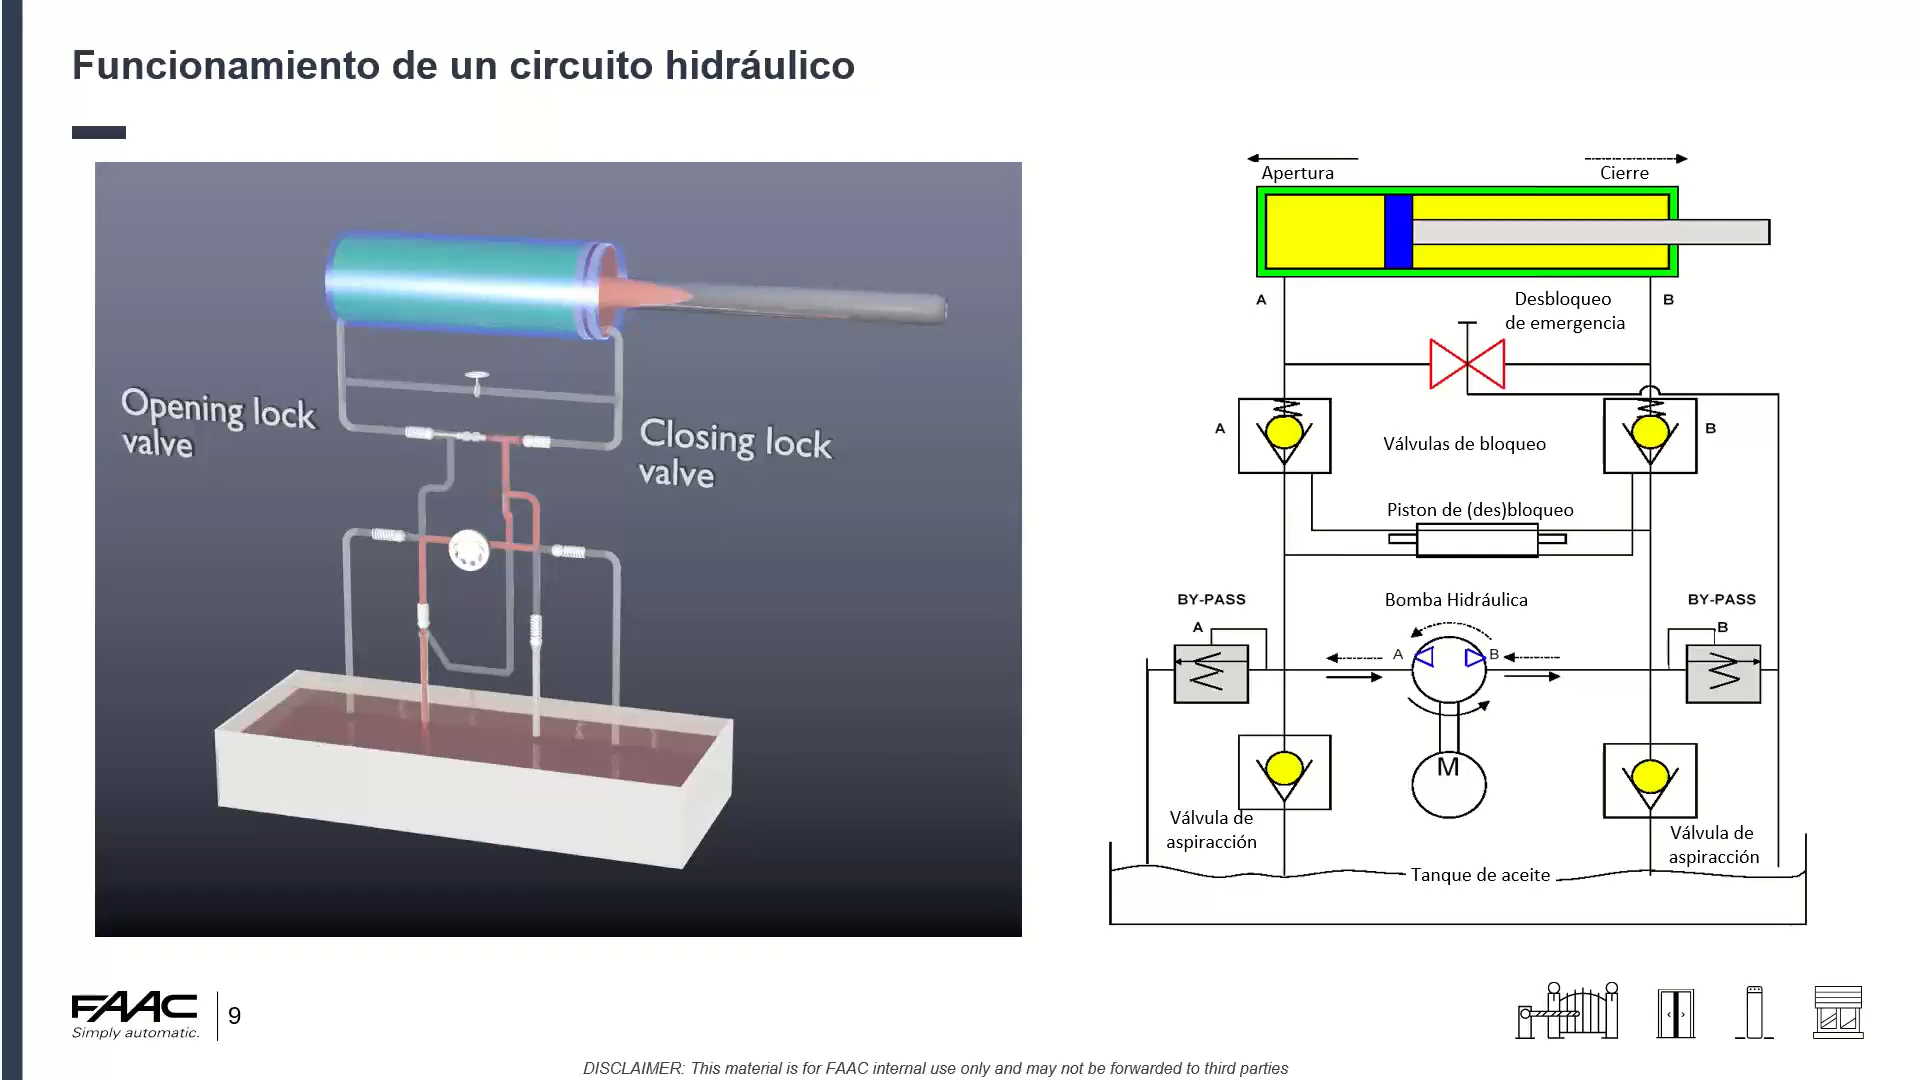 Funcionamiento de un circuito hidráulico
Opening lock
valve
Closing lock
valve
Apertura
Cierre
A
Desbloqueo
de emergencia
B
A
Válvulas de bloqueo
B
Piston de (des)bloqueo
BY-PASS
A
Bomba Hidráulica
A
B
BY-PASS
B
M
Válvula de
aspiracción
Válvula de
aspiracción
Tanque de aceite
FAAC
Simply automatic.
9
DISCLAIMER: This material is for FAAC internal use only and may not be forwarded to third parties